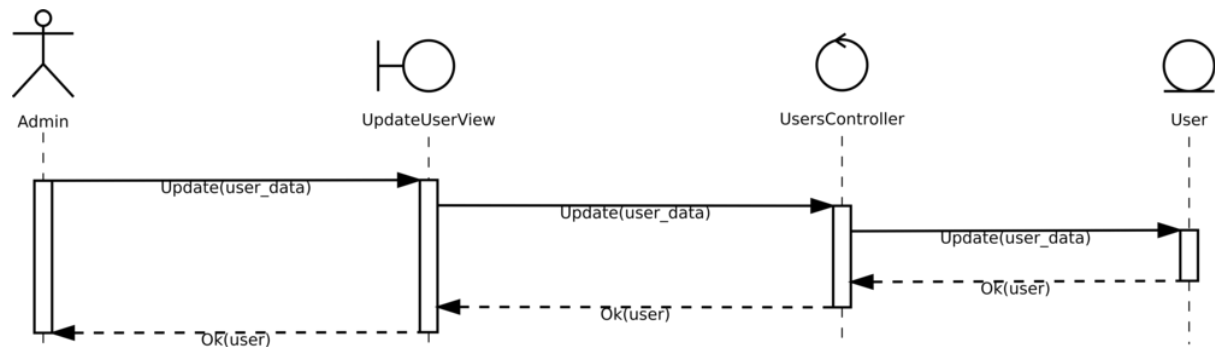 Admin
UpdateUserView
UsersController
User
Update(user_data)
Update(user_data)
Update(user_data)
Ok(user)
Ok(user)
Ok(user)